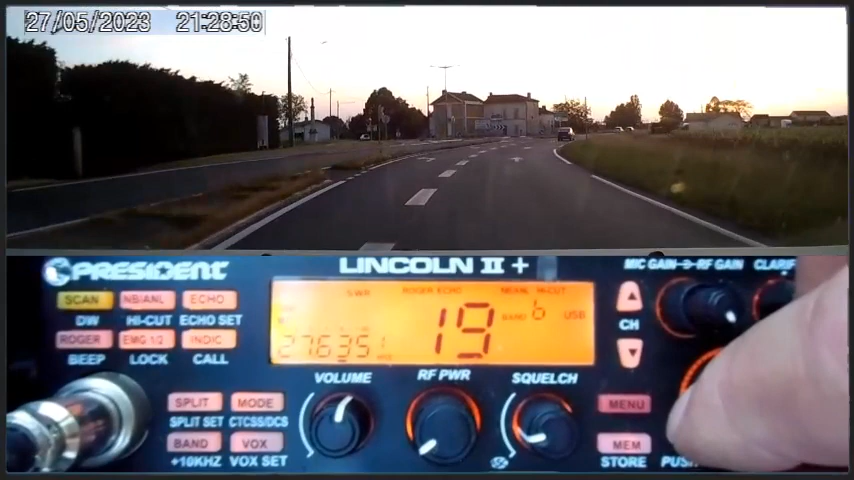 27/05/2023 21:28:50
PRESIDENT LINCOLN II + MIC GAIN RF GAIN CLARIF
SCAN NB/ANL ECHO
DW HI-CUT ECHO SET
ROGER EMG 1/2 INDIC
BEEP LOCK CALL
SWR ROGER ECHO NB/ANL HI-CUT
19 BAND 6 USB
276351
CH
VOLUME RF PWR SQUELCH
SPLIT MODE
SPLIT SET CTCSS/DCS
BAND VOX
+10KHZ VOX SET
MENU
MEM
STORE PUS